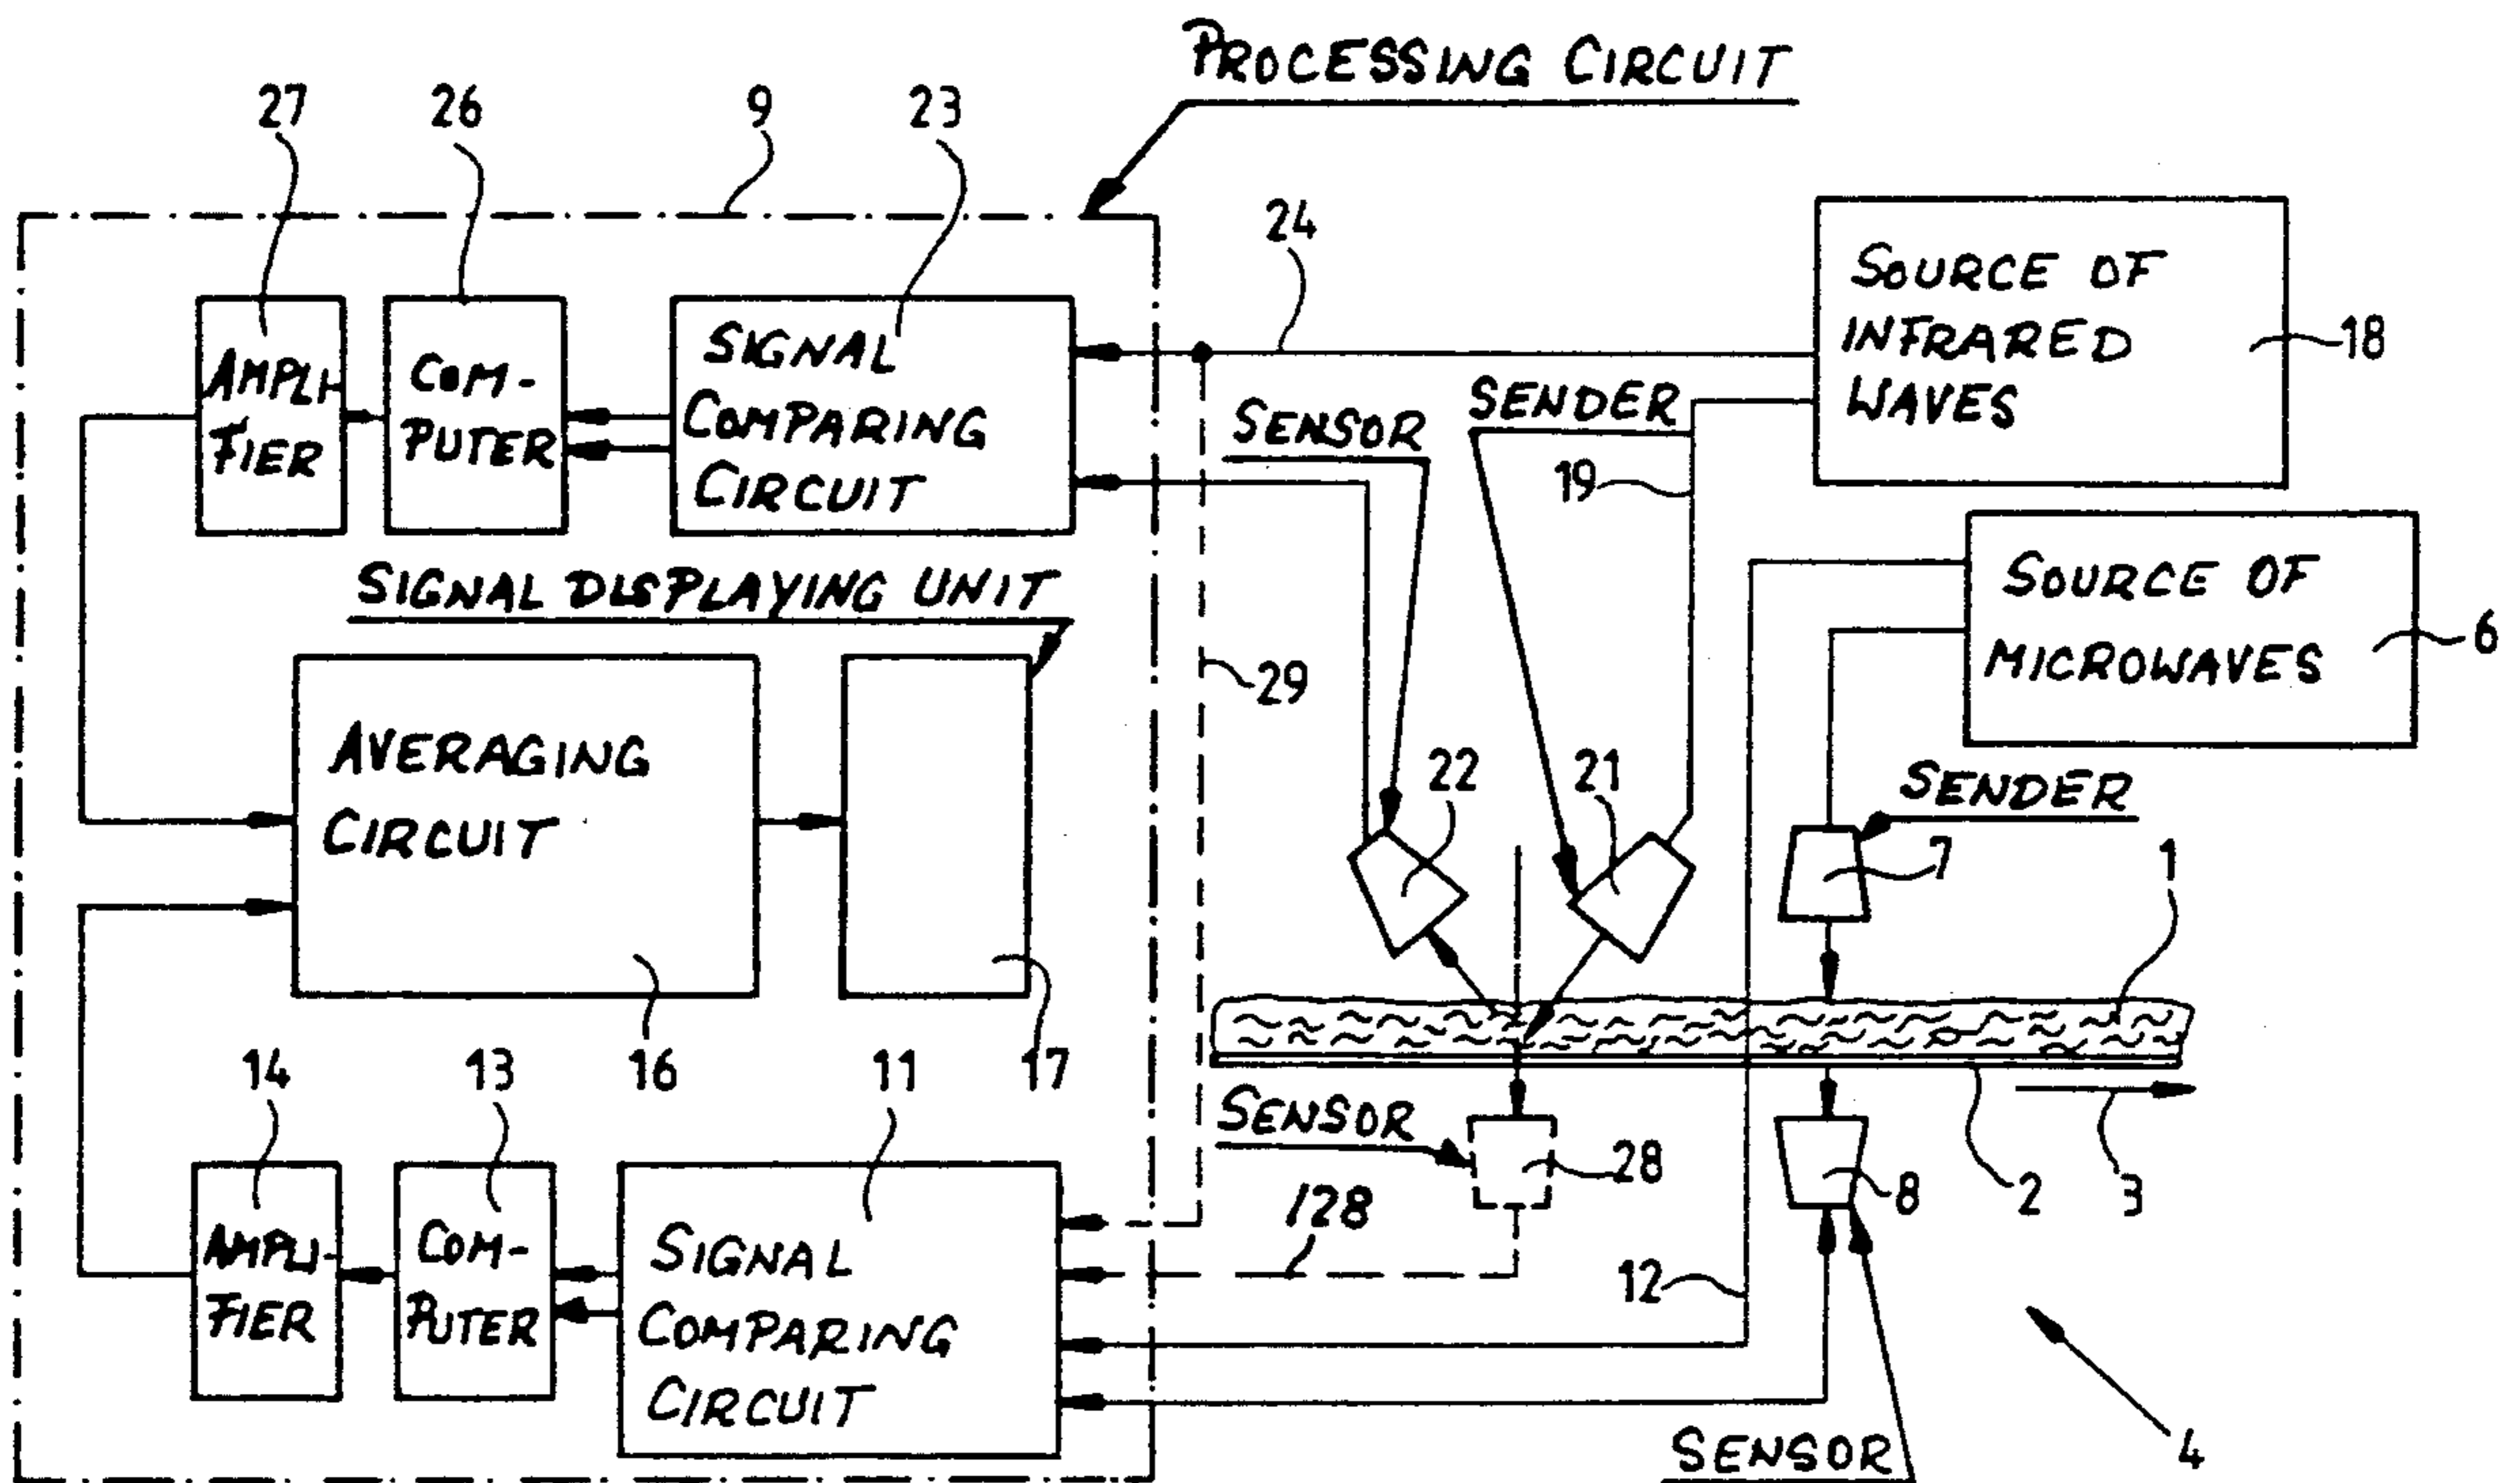 PROCESSING CIRCUIT
27
26
9
23
24
SOURCE OF
INFRARED
WAVES
18
AMPLI-
FIER
COM-
PUTER
SIGNAL
COMPARING
CIRCUIT
SENSOR
SENDER
19
SOURCE OF
MICROWAVES
6
SIGNAL DISPLAYING UNIT
29
AVERAGING
CIRCUIT
22
21
SENDER
7
1
14
13
16
11
17
SENSOR
28
8
2
3
128
AMPLI-
FIER
COM-
PUTER
SIGNAL
COMPARING
CIRCUIT
12
SENSOR
4